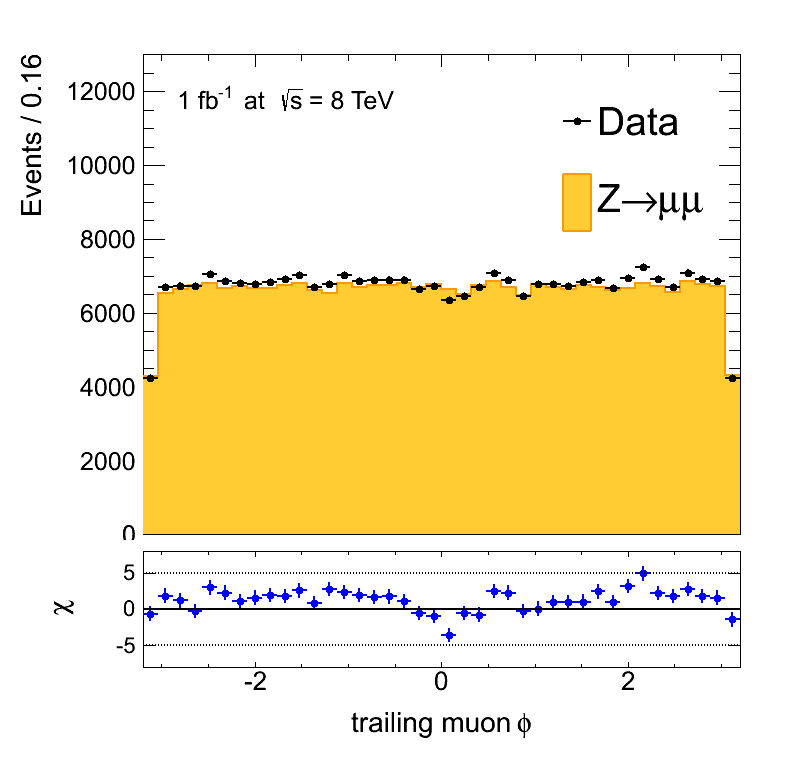 Events / 0.16
12000
10000
8000
6000
4000
2000
0
1 fb-1 at √s = 8 TeV
Data
Z→μμ
χ
5
0
-5
-2 0 2
trailing muon ϕ